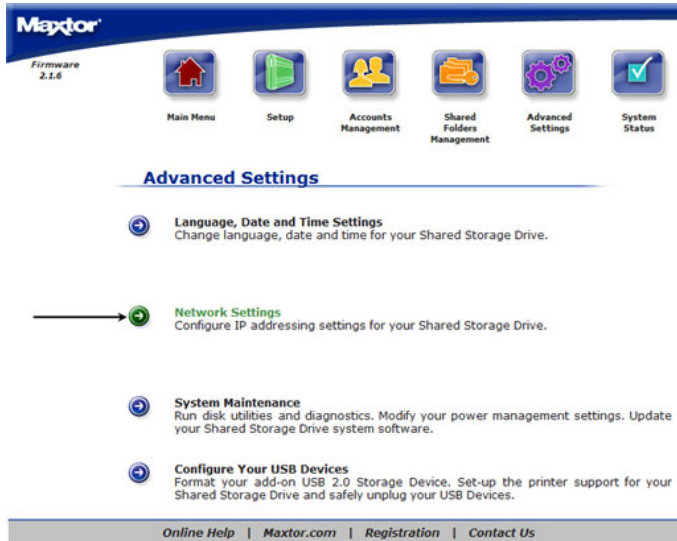 Maxtor
Firmware
2.1.6
Main Menu
Setup
Accounts
Management
Shared
Folders
Management
Advanced
Settings
System
Status
Advanced Settings
Language, Date and Time Settings
Change language, date and time for your Shared Storage Drive.
Network Settings
Configure IP addressing settings for your Shared Storage Drive.
System Maintenance
Run disk utilities and diagnostics. Modify your power management settings. Update
your Shared Storage Drive system software.
Configure Your USB Devices
Format your add-on USB 2.0 Storage Device. Set-up the printer support for your
Shared Storage Drive and safely unplug your USB Devices.
Online Help | Maxtor.com | Registration | Contact Us